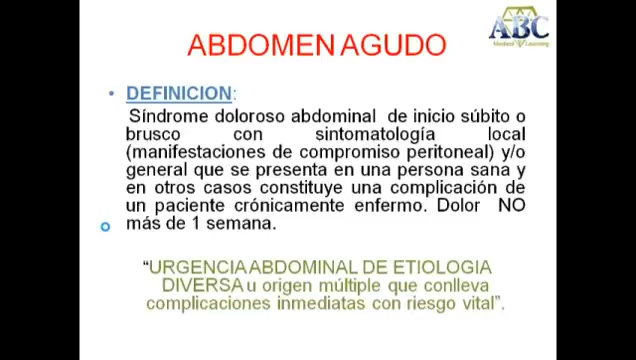 ABC
Medical Learning
ABDOMEN AGUDO
DEFINICION:
Síndrome doloroso abdominal de inicio súbito o
brusco con sintomatología local
(manifestaciones de compromiso peritoneal) y/o
general que se presenta en una persona sana y
en otros casos constituye una complicación de
un paciente crónicamente enfermo. Dolor NO
más de 1 semana.
“URGENCIA ABDOMINAL DE ETIOLOGIA
DIVERSA u origen múltiple que conlleva
complicaciones inmediatas con riesgo vital”.